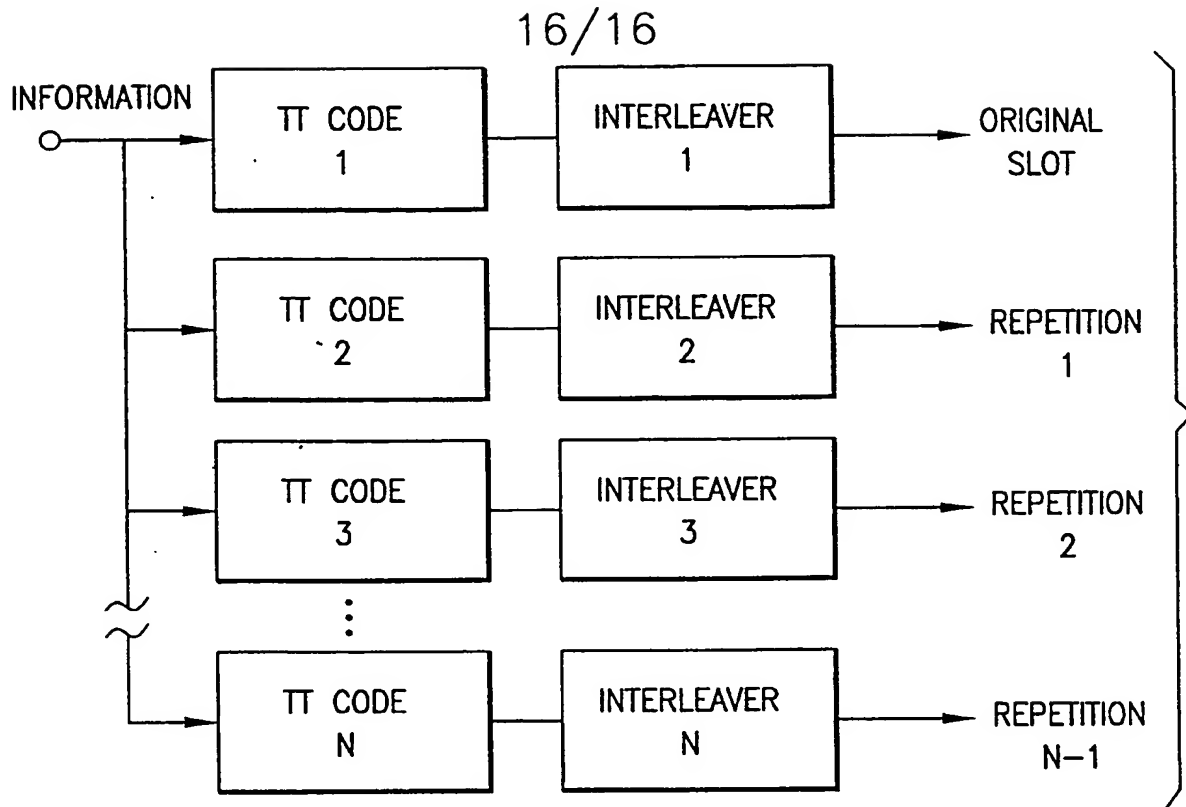 16/16
INFORMATION
TT CODE
1
INTERLEAVER
1
ORIGINAL
SLOT
TT CODE
2
INTERLEAVER
2
REPETITION
1
TT CODE
3
INTERLEAVER
3
REPETITION
2
TT CODE
N
INTERLEAVER
N
REPETITION
N-1